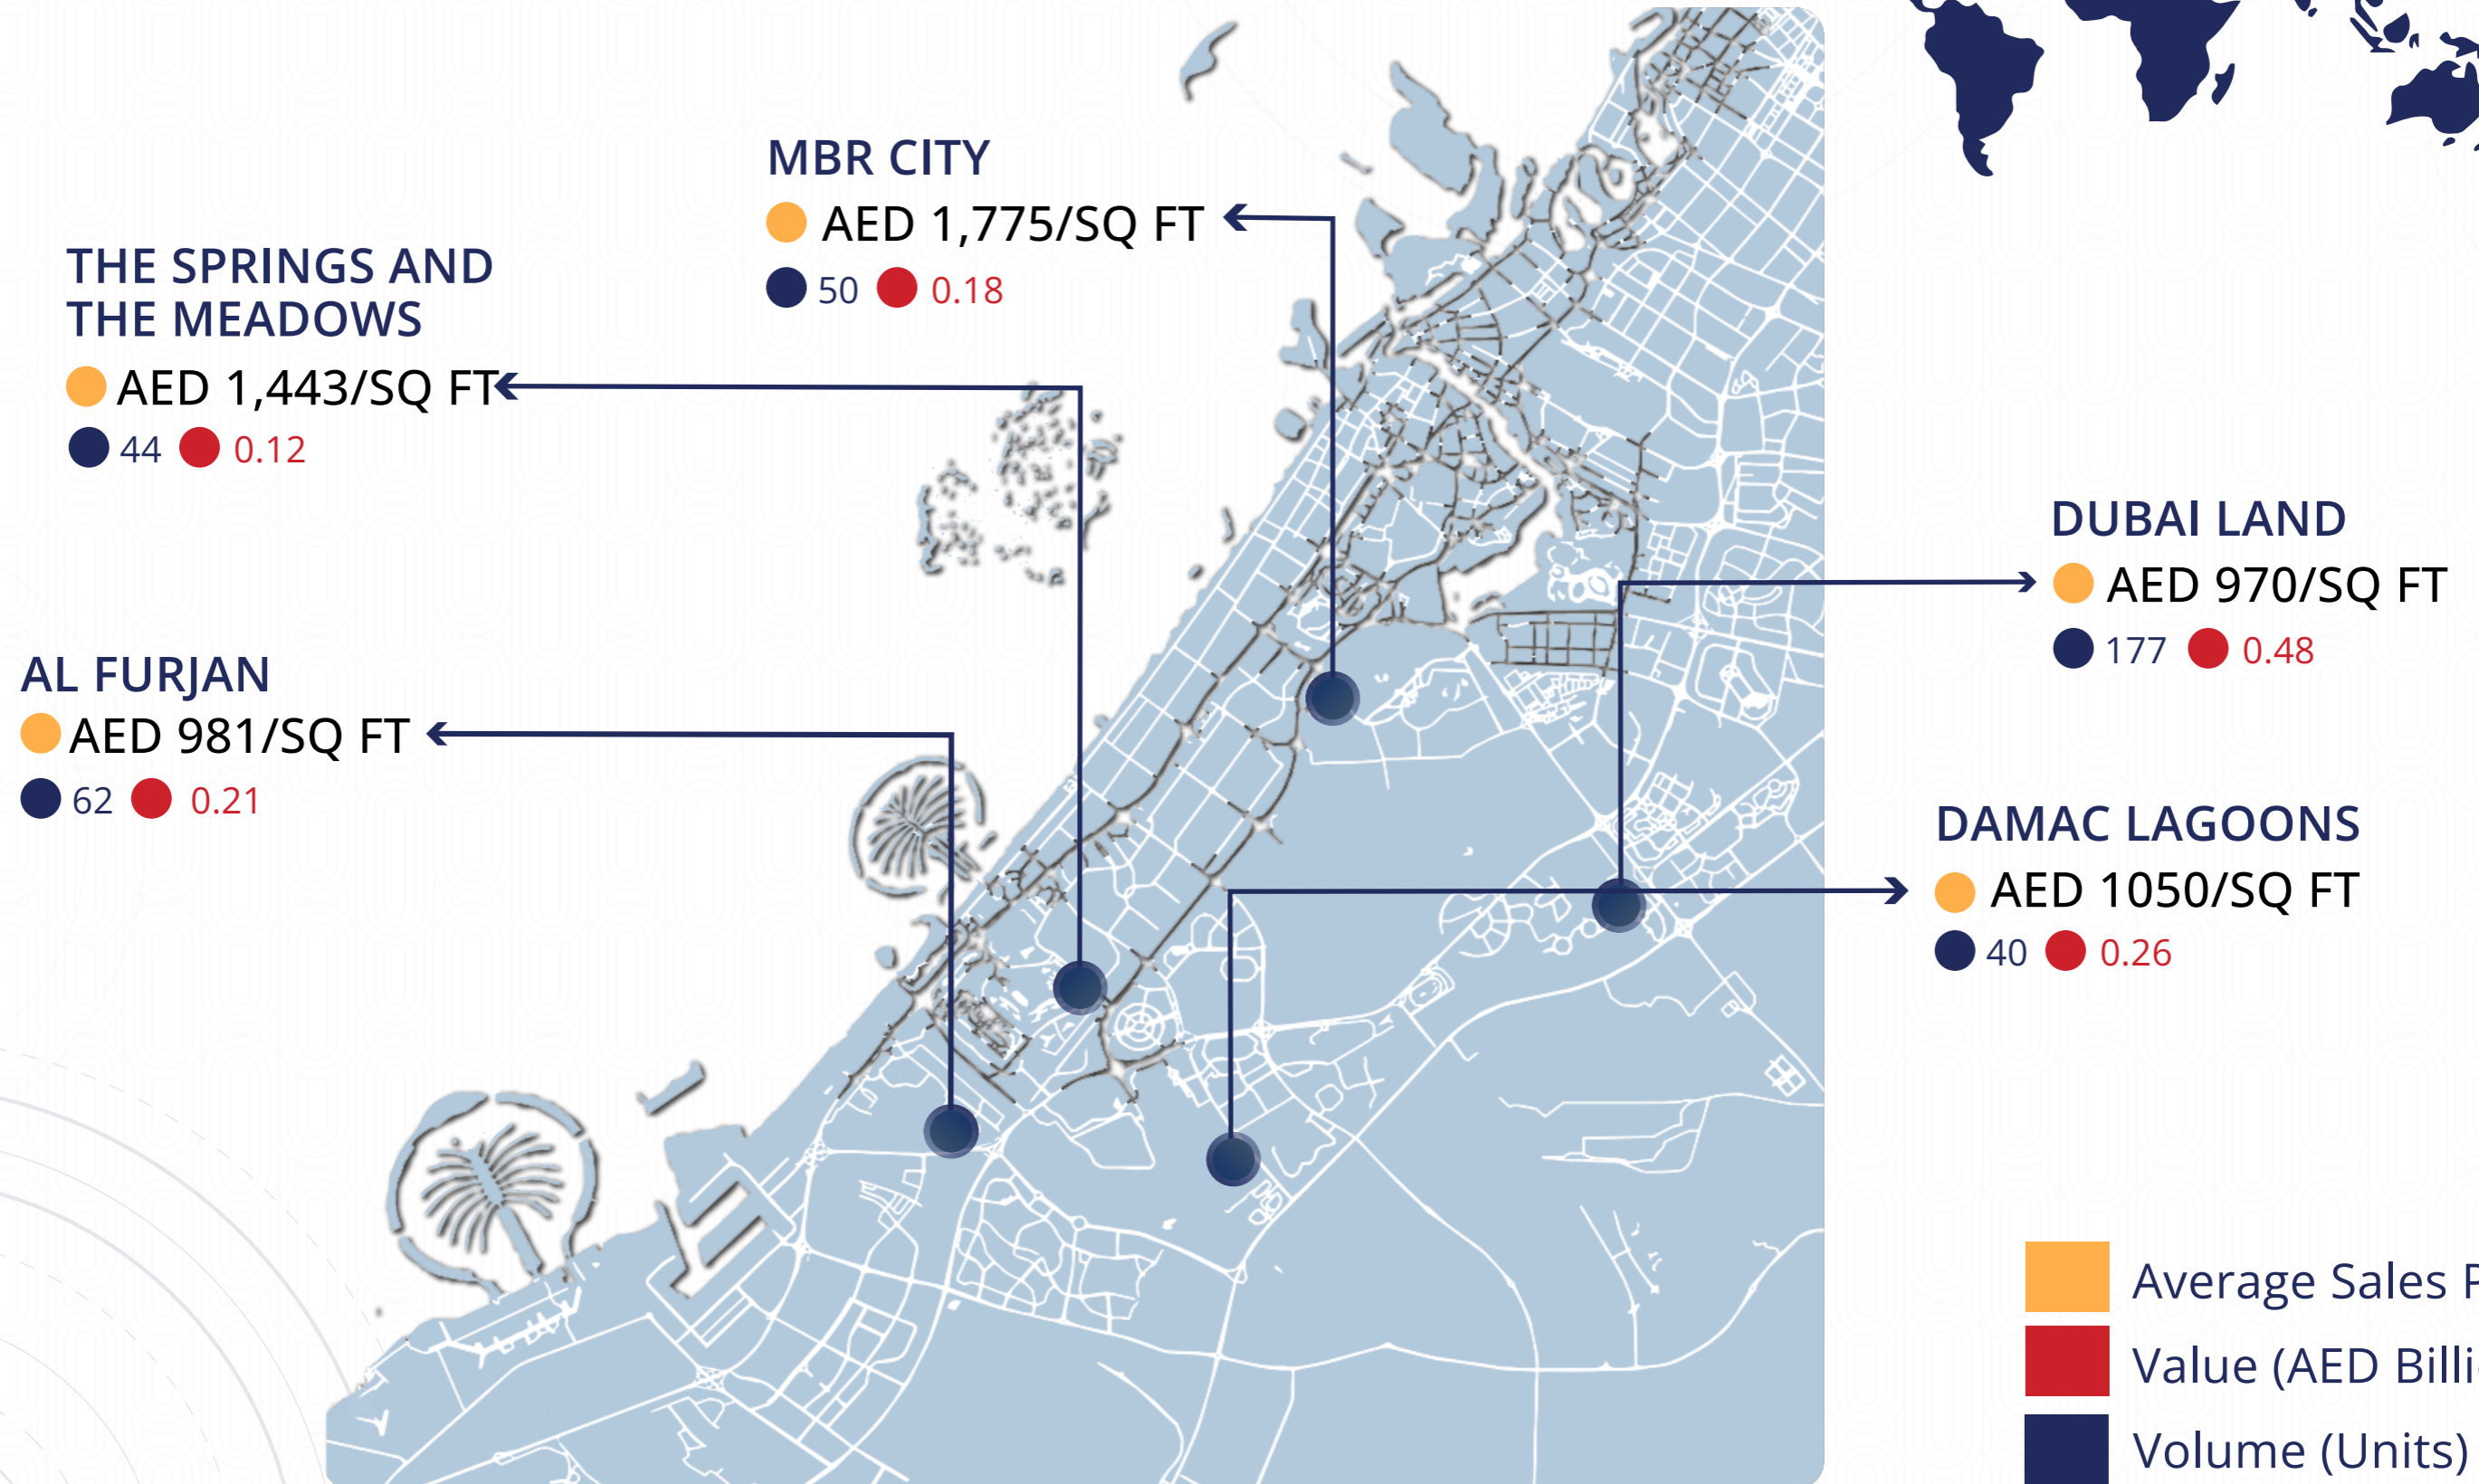 MBR CITY
AED 1,775/SQ FT
50 0.18
THE SPRINGS AND
THE MEADOWS
AED 1,443/SQ FT
44 0.12
AL FURJAN
AED 981/SQ FT
62 0.21
DUBAI LAND
AED 970/SQ FT
177 0.48
DAMAC LAGOONS
AED 1050/SQ FT
40 0.26
Average Sales
Value (AED
Volume (Units)